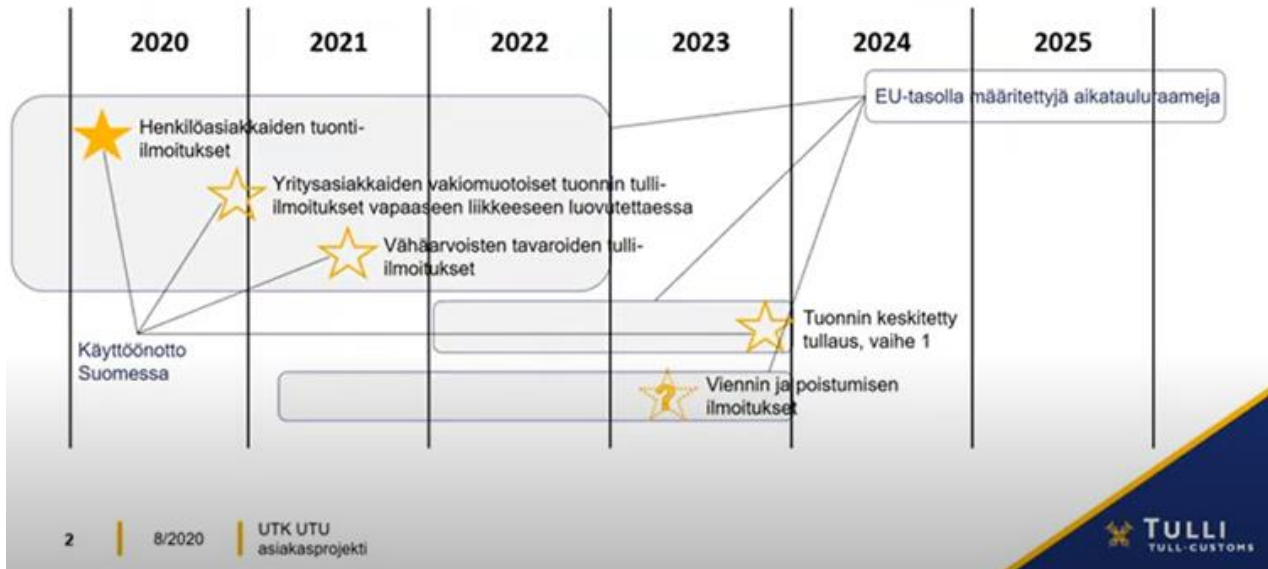 2020 2021 2022 2023 2024 2025
EU-tasolla määritettyjä aikatauluraameja
Henkilöasiakkaiden tuonti-
ilmoitukset
Yritysasiakkaiden vakiomuotoiset tuonnin tulli-
ilmoitukset vapaaseen liikkeeseen luovutettaessa
Vähäarvoisten tavaroiden tulli-
ilmoitukset
Tuonnin keskitetty
tullaus, vaihe 1
Käyttöönotto
Suomessa
?
Viennin ja poistumisen
ilmoitukset
2
8/2020
UTK UTU
asiakasprojekti
TULLI
TULL·CUSTOMS